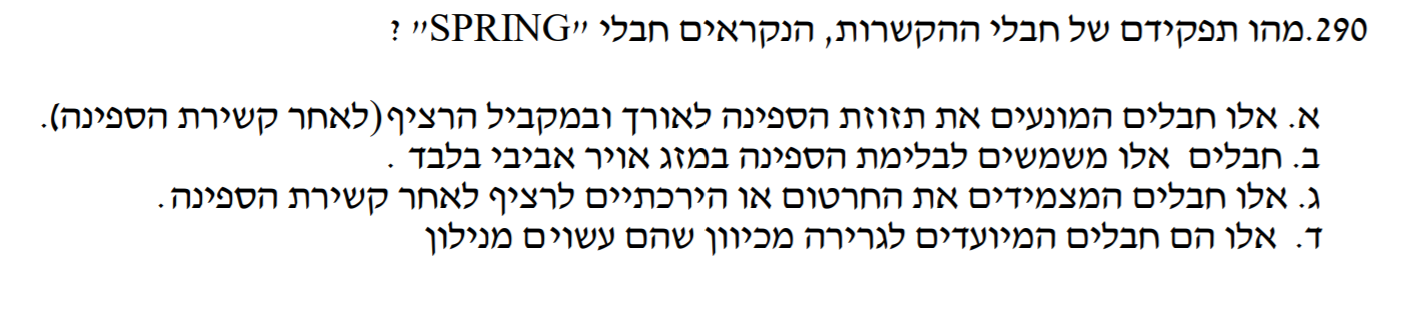 290.מהו תפקידם של חבלי ההקשרות, הנקראים חבלי "SPRING" ?
א. אלו חבלים המונעים את תזוזת הספינה לאורך ובמקביל הרציף(לאחר קשירת הספינה).
ב. חבלים אלו משמשים לבלימת הספינה במזג אויר אביבי בלבד .
ג. אלו חבלים המצמידים את החרטום או הירכתיים לרציף לאחר קשירת הספינה.
ד. אלו הם חבלים המיועדים לגרירה מכיוון שהם עשוים מנילון